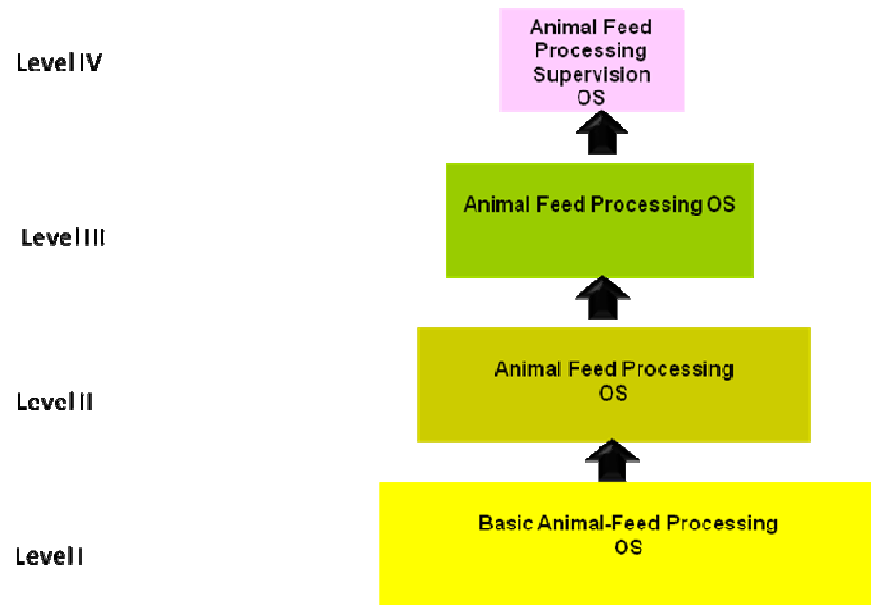 Animal Feed
Processing
Supervision
OS
Level IV
Animal Feed Processing OS
Level III
Animal Feed Processing
OS
Level II
Basic Animal-Feed Processing
OS
Level I